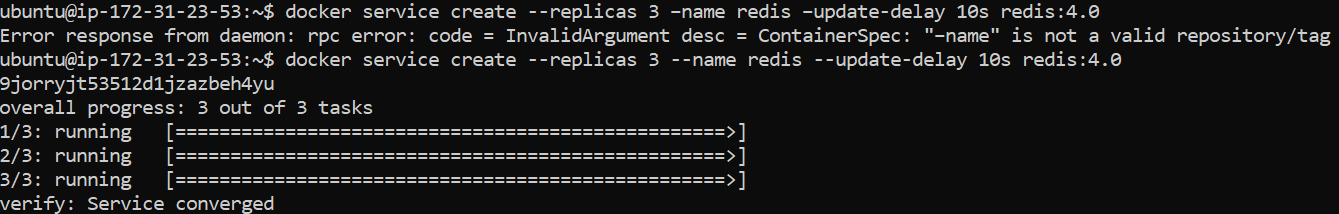 ubuntu@ip-172-31-23-53:~$ docker service create --replicas 3 –name redis –update-delay 10s redis:4.0
Error response from daemon: rpc error: code = InvalidArgument desc = ContainerSpec: "–name" is not a valid repository/tag
ubuntu@ip-172-31-23-53:~$ docker service create --replicas 3 --name redis --update-delay 10s redis:4.0
9jorryjt53512d1jzazbeh4yu
overall progress: 3 out of 3 tasks
1/3: running   [==================================================>]
2/3: running   [==================================================>]
3/3: running   [==================================================>]
verify: Service converged